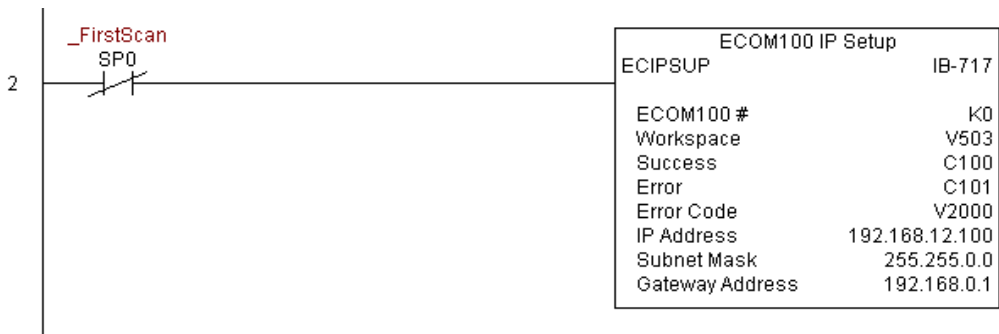 _FirstScan
SP0
2
ECOM100 IP Setup
ECIPSUP IB-717
ECOM100 # K0
Workspace V503
Success C100
Error C101
Error Code V2000
IP Address 192.168.12.100
Subnet Mask 255.255.0.0
Gateway Address 192.168.0.1